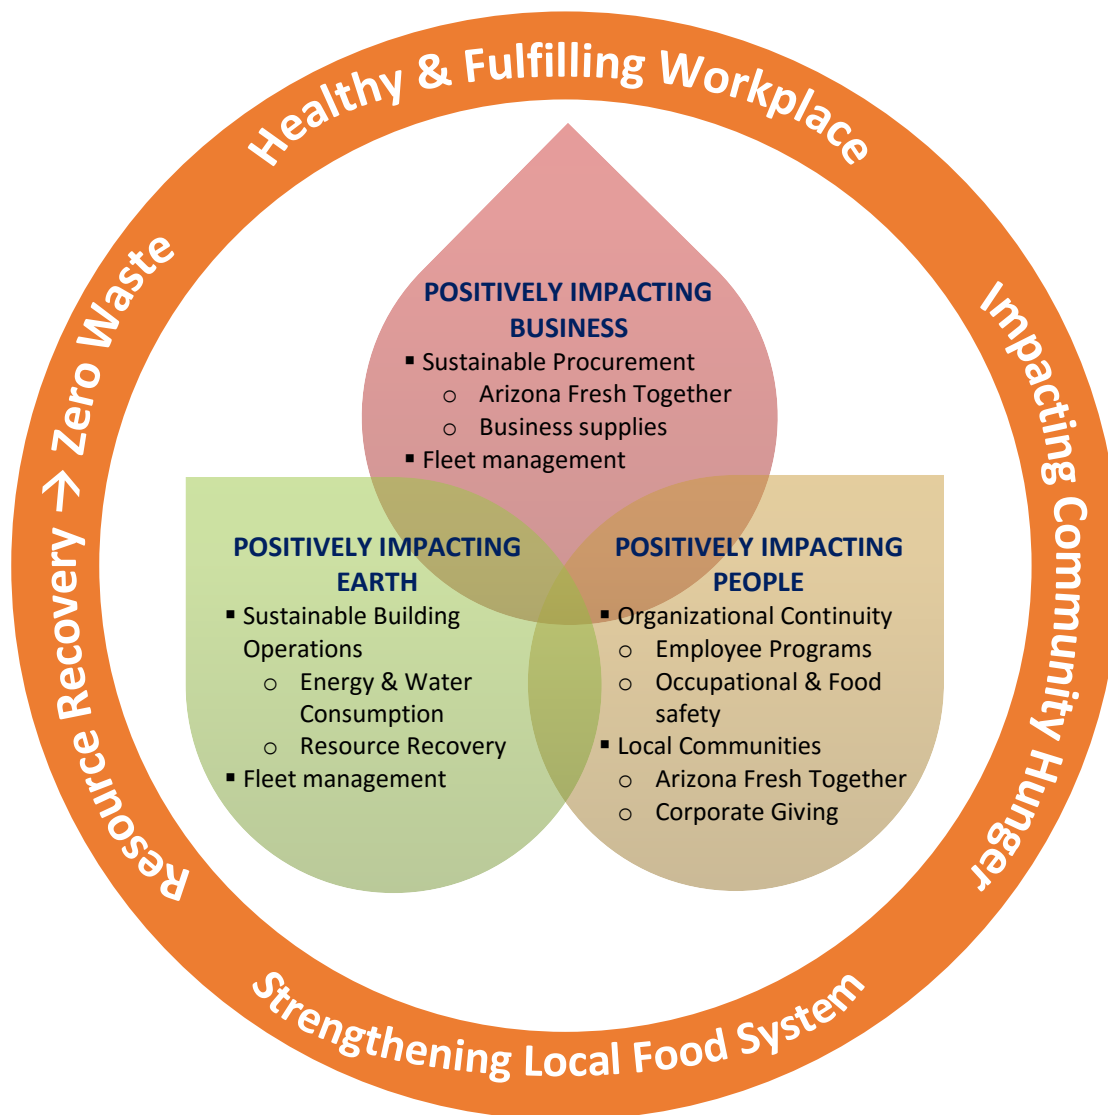 Healthy & Fulfilling Workplace
Impacting Community Hunger
Strengthening Local Food System
Resource Recovery → Zero Waste
POSITIVELY IMPACTING
BUSINESS
▪ Sustainable Procurement
o Arizona Fresh Together
o Business supplies
▪ Fleet management
POSITIVELY IMPACTING
EARTH
▪ Sustainable Building
Operations
o Energy & Water
Consumption
o Resource Recovery
▪ Fleet management
POSITIVELY IMPACTING
PEOPLE
▪ Organizational Continuity
o Employee Programs
o Occupational & Food
safety
▪ Local Communities
o Arizona Fresh Together
o Corporate Giving